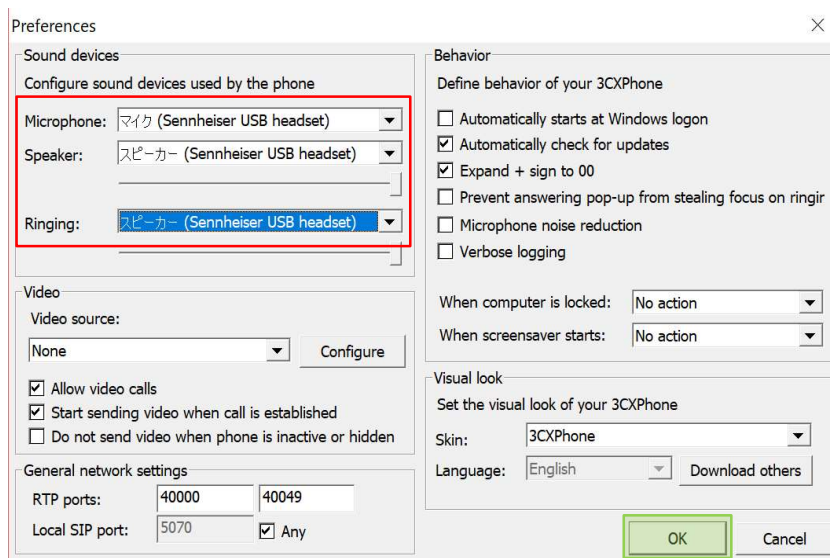 Preferences
Sound devices
Configure sound devices used by the phone
Microphone: マイク (Sennheiser USB headset)
Speaker: スピーカー (Sennheiser USB headset)
Ringing: スピーカー (Sennheiser USB headset)
Video
Video source:
None Configure
Allow video calls
Start sending video when call is established
Do not send video when phone is inactive or hidden
General network settings
RTP ports: 40000 40049
Local SIP port: 5070 Any
Behavior
Define behavior of your 3CXPhone
Automatically starts at Windows logon
Automatically check for updates
Expand + sign to 00
Prevent answering pop-up from stealing focus on ringir
Microphone noise reduction
Verbose logging
When computer is locked: No action
When screensaver starts: No action
Visual look
Set the visual look of your 3CXPhone
Skin: 3CXPhone
Language: English Download others
OK Cancel